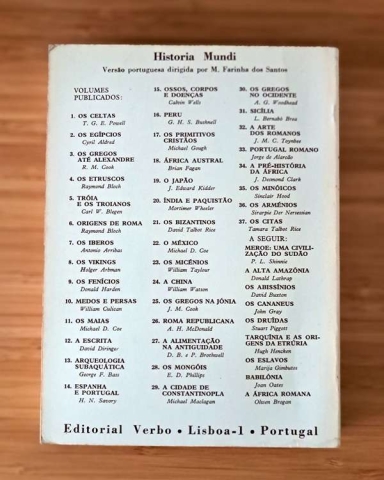 Historia Mundi
Versão portuguesa dirigida por M. Farinha dos Santos
VOLUMES
PUBLICADOS:
1. OS CELTAS
T. G. E. Powell
2. OS EGÍPCIOS
Cyril Aldred
3. OS GREGOS
ATÉ ALEXANDRE
R. M. Cook
4. OS ETRUSCOS
Raymond Bloch
5. TRÓIA
E OS TROIANOS
Carl W. Blegen
6. ORIGENS DE ROMA
Raymond Bloch
7. OS IBEROS
Antonio Arribas
8. OS VIKINGS
Holger Arbman
9. OS FENÍCIOS
Donald Harden
10. MEDOS E PERSAS
William Culican
11. OS MAIAS
Michael D. Coe
12. A ESCRITA
David Diringer
13. ARQUEOLOGIA
SUBAQUÁTICA
George F. Bass
14. ESPANHA
E PORTUGAL
H. N. Savory
15. OSSOS, CORPOS
E DOENÇAS
Calvin Wells
16. PERU
G. H. S. Bushnell
17. OS PRIMITIVOS
CRISTÃOS
Michael Gough
18. ÁFRICA AUSTRAL
Brian Fagan
19. O JAPÃO
J. Edward Kidder
20. ÍNDIA E PAQUISTÃO
Mortimer Wheeler
21. OS BIZANTINOS
David Talbot Rice
22. O MÉXICO
Michael D. Coe
23. OS MICÉNIOS
William Taylour
24. A CHINA
William Watson
25. OS GREGOS NA JÓNIA
J. M. Cook
26. ROMA REPUBLICANA
A. H. McDonald
27. A ALIMENTAÇÃO
NA ANTIGUIDADE
D. B. e P. Brothwell
28. OS MONGÓIS
E. D. Phillips
29. A CIDADE DE
CONSTANTINOPLA
Michael Maclagan
30. OS GREGOS
NO OCIDENTE
A. G. Woodhead
31. SICÍLIA
L. Bernabò Brea
32. A ARTE
DOS ROMANOS
J. M. C. Toynbee
33. PORTUGAL ROMANO
Jorge de Alarcão
34. A PRÉ-HISTÓRIA
DA ÁFRICA
J. Desmond Clark
35. OS MINÓICOS
Sinclair Hood
36. OS ARMÉNIOS
Sirarpie Der Nersessian
37. OS CITAS
Tamara Talbot Rice
A SEGUIR:
MEROE: UMA CIVILI-
ZAÇÃO DO SUDÃO
P. L. Shinnie
A ALTA AMAZÓNIA
Donald Lathrap
OS ABISSÍNIOS
David Buxton
OS CANANEUS
John Gray
OS DRUÍDAS
Stuart Piggott
TARQUÍNIA E AS ORI-
GENS DA ETRÚRIA
Hugh Hencken
OS ESLAVOS
Marija Gimbutas
BABILÓNIA
Joan Oates
A ÁFRICA ROMANA
Olwen Brogan
Editorial Verbo • Lisboa-1 • Portugal